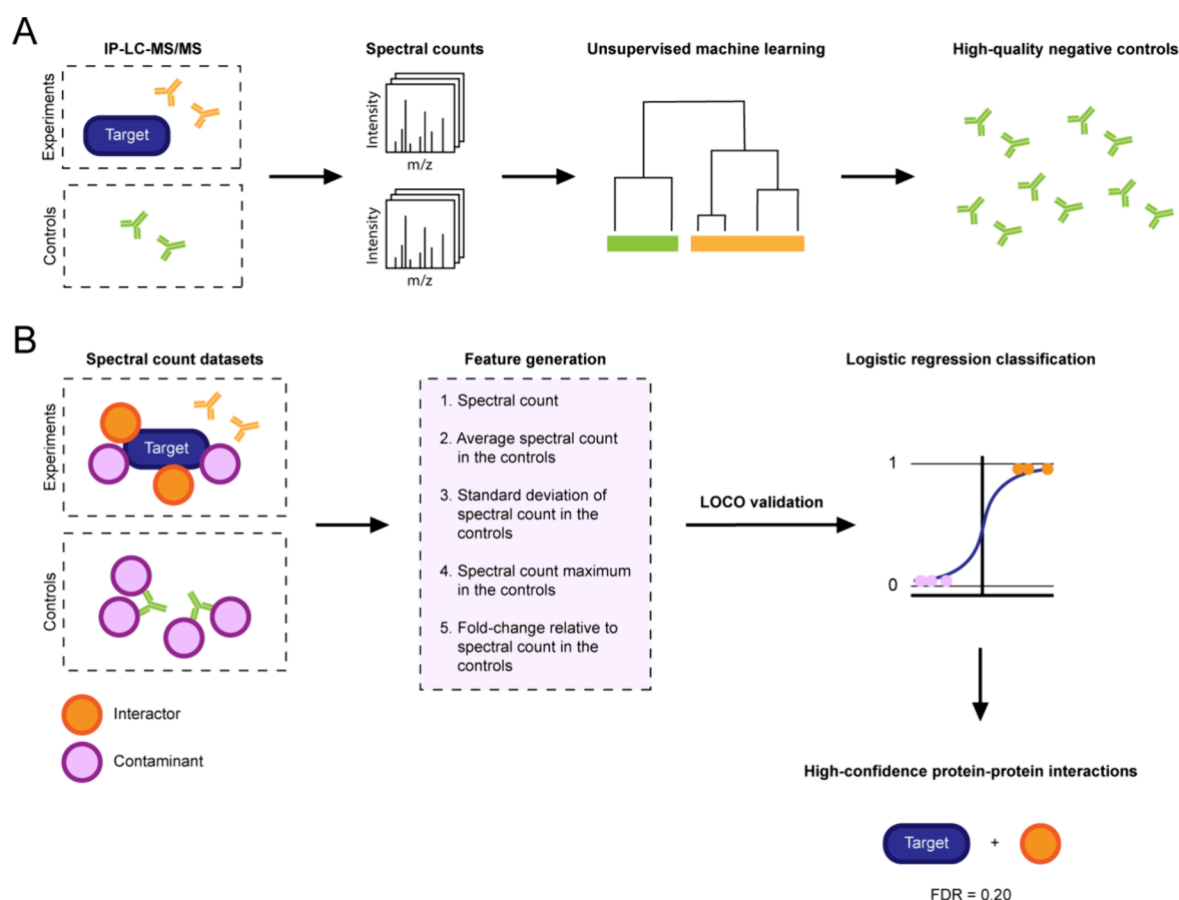 A
IP-LC-MS/MS
Spectral counts
Unsupervised machine learning
High-quality negative controls
Experiments
Target
Controls
Intensity
m/z
Intensity
m/z
B
Spectral count datasets
Feature generation
Logistic regression classification
Experiments
Target
Controls
1. Spectral count
2. Average spectral count
in the controls
3. Standard deviation of
spectral count in the
controls
4. Spectral count maximum
in the controls
5. Fold-change relative to
spectral count in the
controls
LOCO validation
1
0
Interactor
Contaminant
High-confidence protein-protein interactions
Target
+
FDR = 0.20